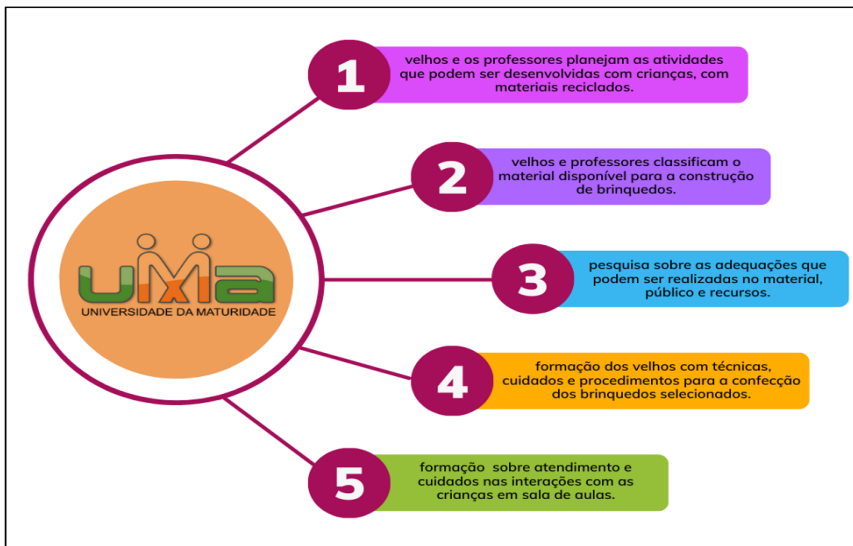 uma
UNIVERSIDADE DA MATURIDADE
1
velhos e os professores planejam as atividades
que podem ser desenvolvidas com crianças, com
materiais reciclados.
2
velhos e professores classificam o
material disponível para a construção
de brinquedos.
3
pesquisa sobre as adequações que
podem ser realizadas no material,
público e recursos.
4
formação dos velhos com técnicas,
cuidados e procedimentos para a confecção
dos brinquedos selecionados.
5
formação sobre atendimento e
cuidados nas interações com as
crianças em sala de aulas.